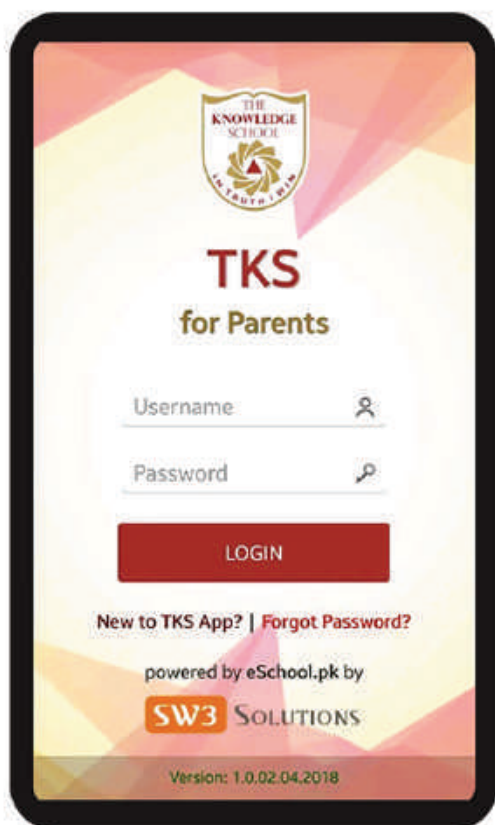 THE
KNOWLEDGE
SCHOOL
IN TRUTH I WIN
TKS
for Parents
Username
Password
LOGIN
New to TKS App? | Forgot Password?
powered by eSchool.pk by
SW3 SOLUTIONS
Version: 1.0.02.04.2018